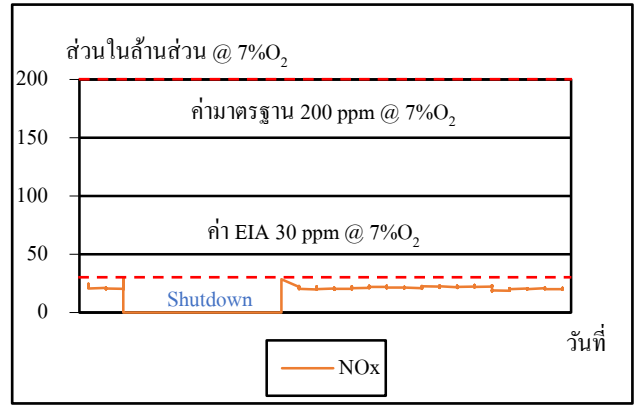 ส่วนในล้านส่วน @ 7%O₂
200
ค่ามาตรฐาน 200 ppm @ 7%O₂
150
100
ค่า EIA 30 ppm @ 7%O₂
50
Shutdown
0
วันที่
NOx